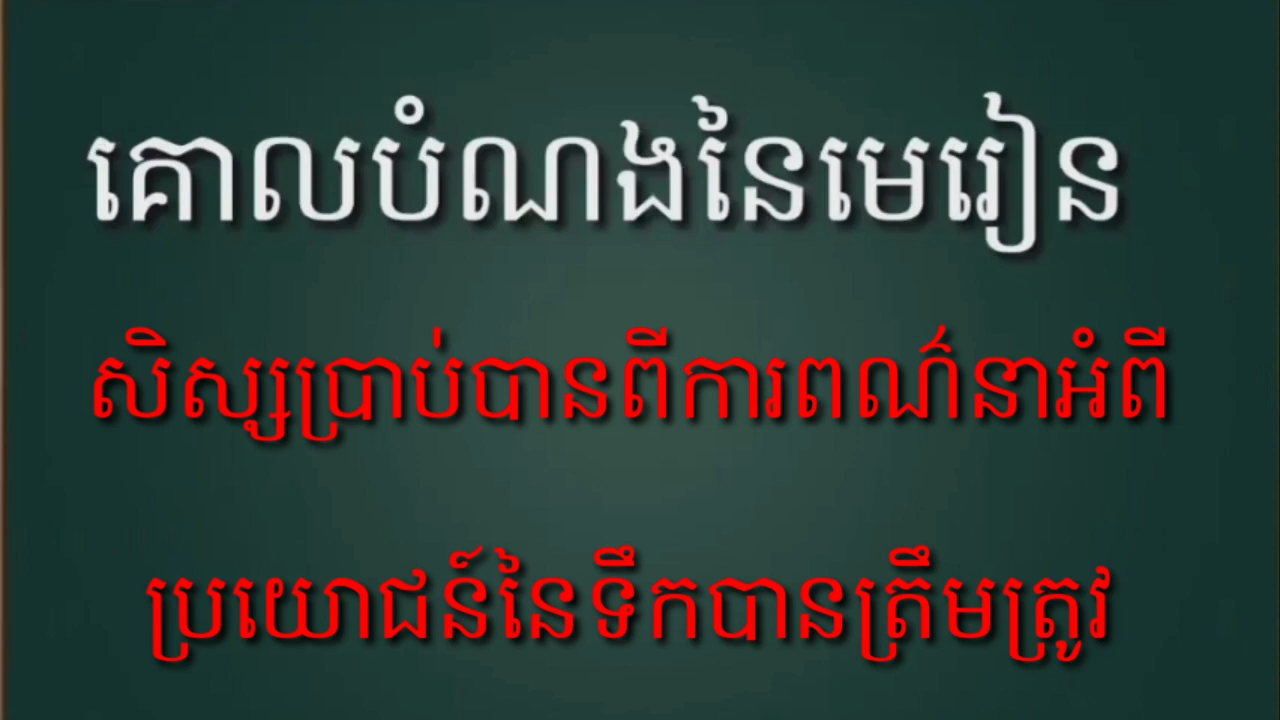 គោលបំណងនៃមេរៀន
សិស្សប្រាប់បានពីការពណ៌នាអំពី
ប្រយោជន៍នៃទឹកបានត្រឹមត្រូវ